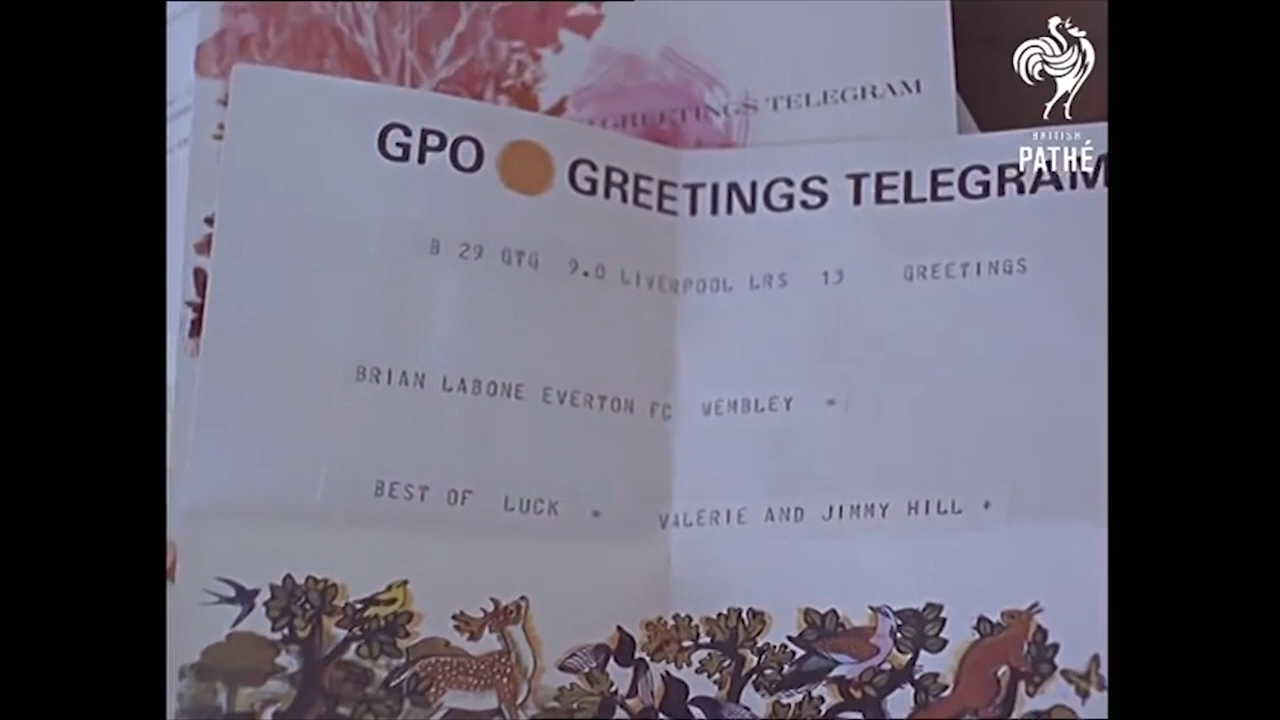 GREETINGS TELEGRAM
BRITISH
PATHÉ
GPO GREETINGS TELEGRAM
B 29 GTG 9.0 LIVERPOOL LRS 13 GREETINGS
BRIAN LABONE EVERTON FC WEMBLEY =
BEST OF LUCK = VALERIE AND JIMMY HILL +